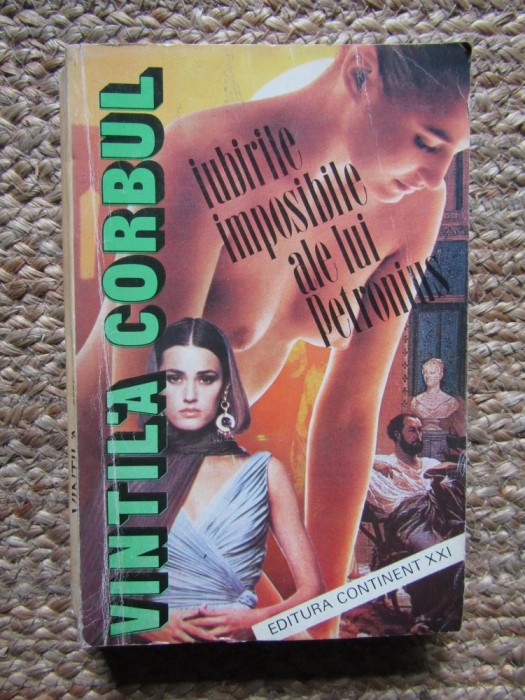 VINTILĂ CORBUL
iubirile
imposibile
ale lui
Petronius
EDITURA CONTINENT XXI